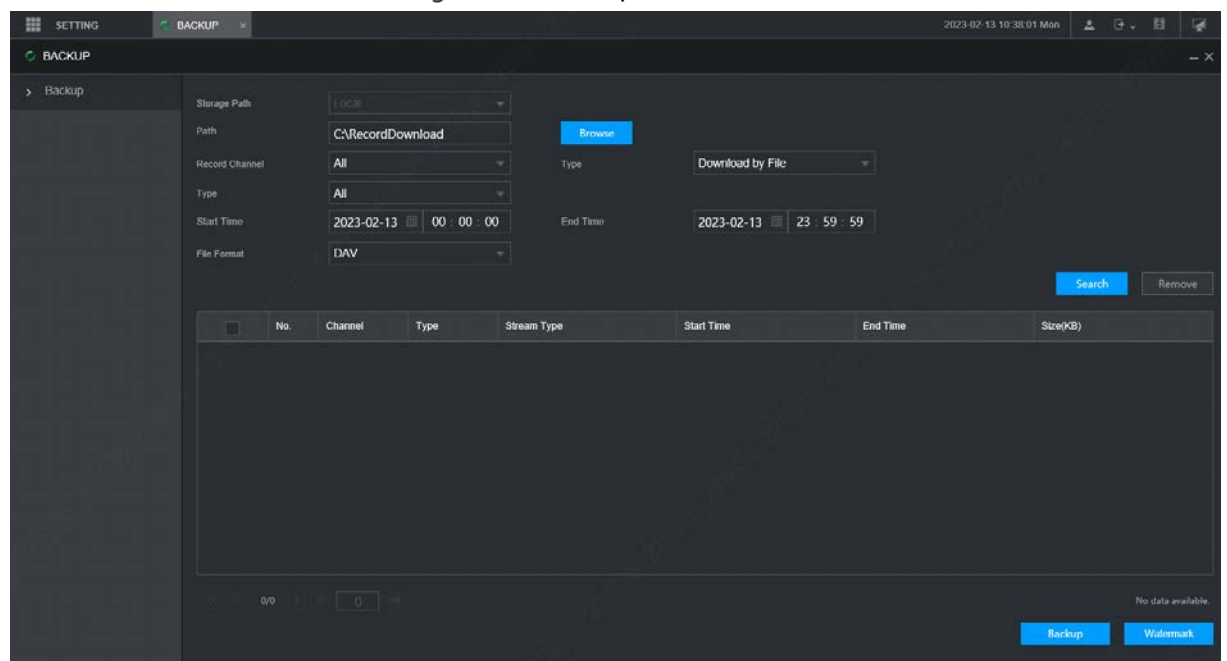 SETTING BACKUP × 2023-02-13 10:38:01 Mon
BACKUP
Backup
Storage Path Local
Path C:\RecordDownload Browse
Record Channel All Type Download by File
Type All
Start Time 2023-02-13 00 : 00 : 00 End Time 2023-02-13 23 : 59 : 59
File Format DAV
Search Remove
No. Channel Type Stream Type Start Time End Time Size(KB)
0/0 0 No data available.
Backup Watermark